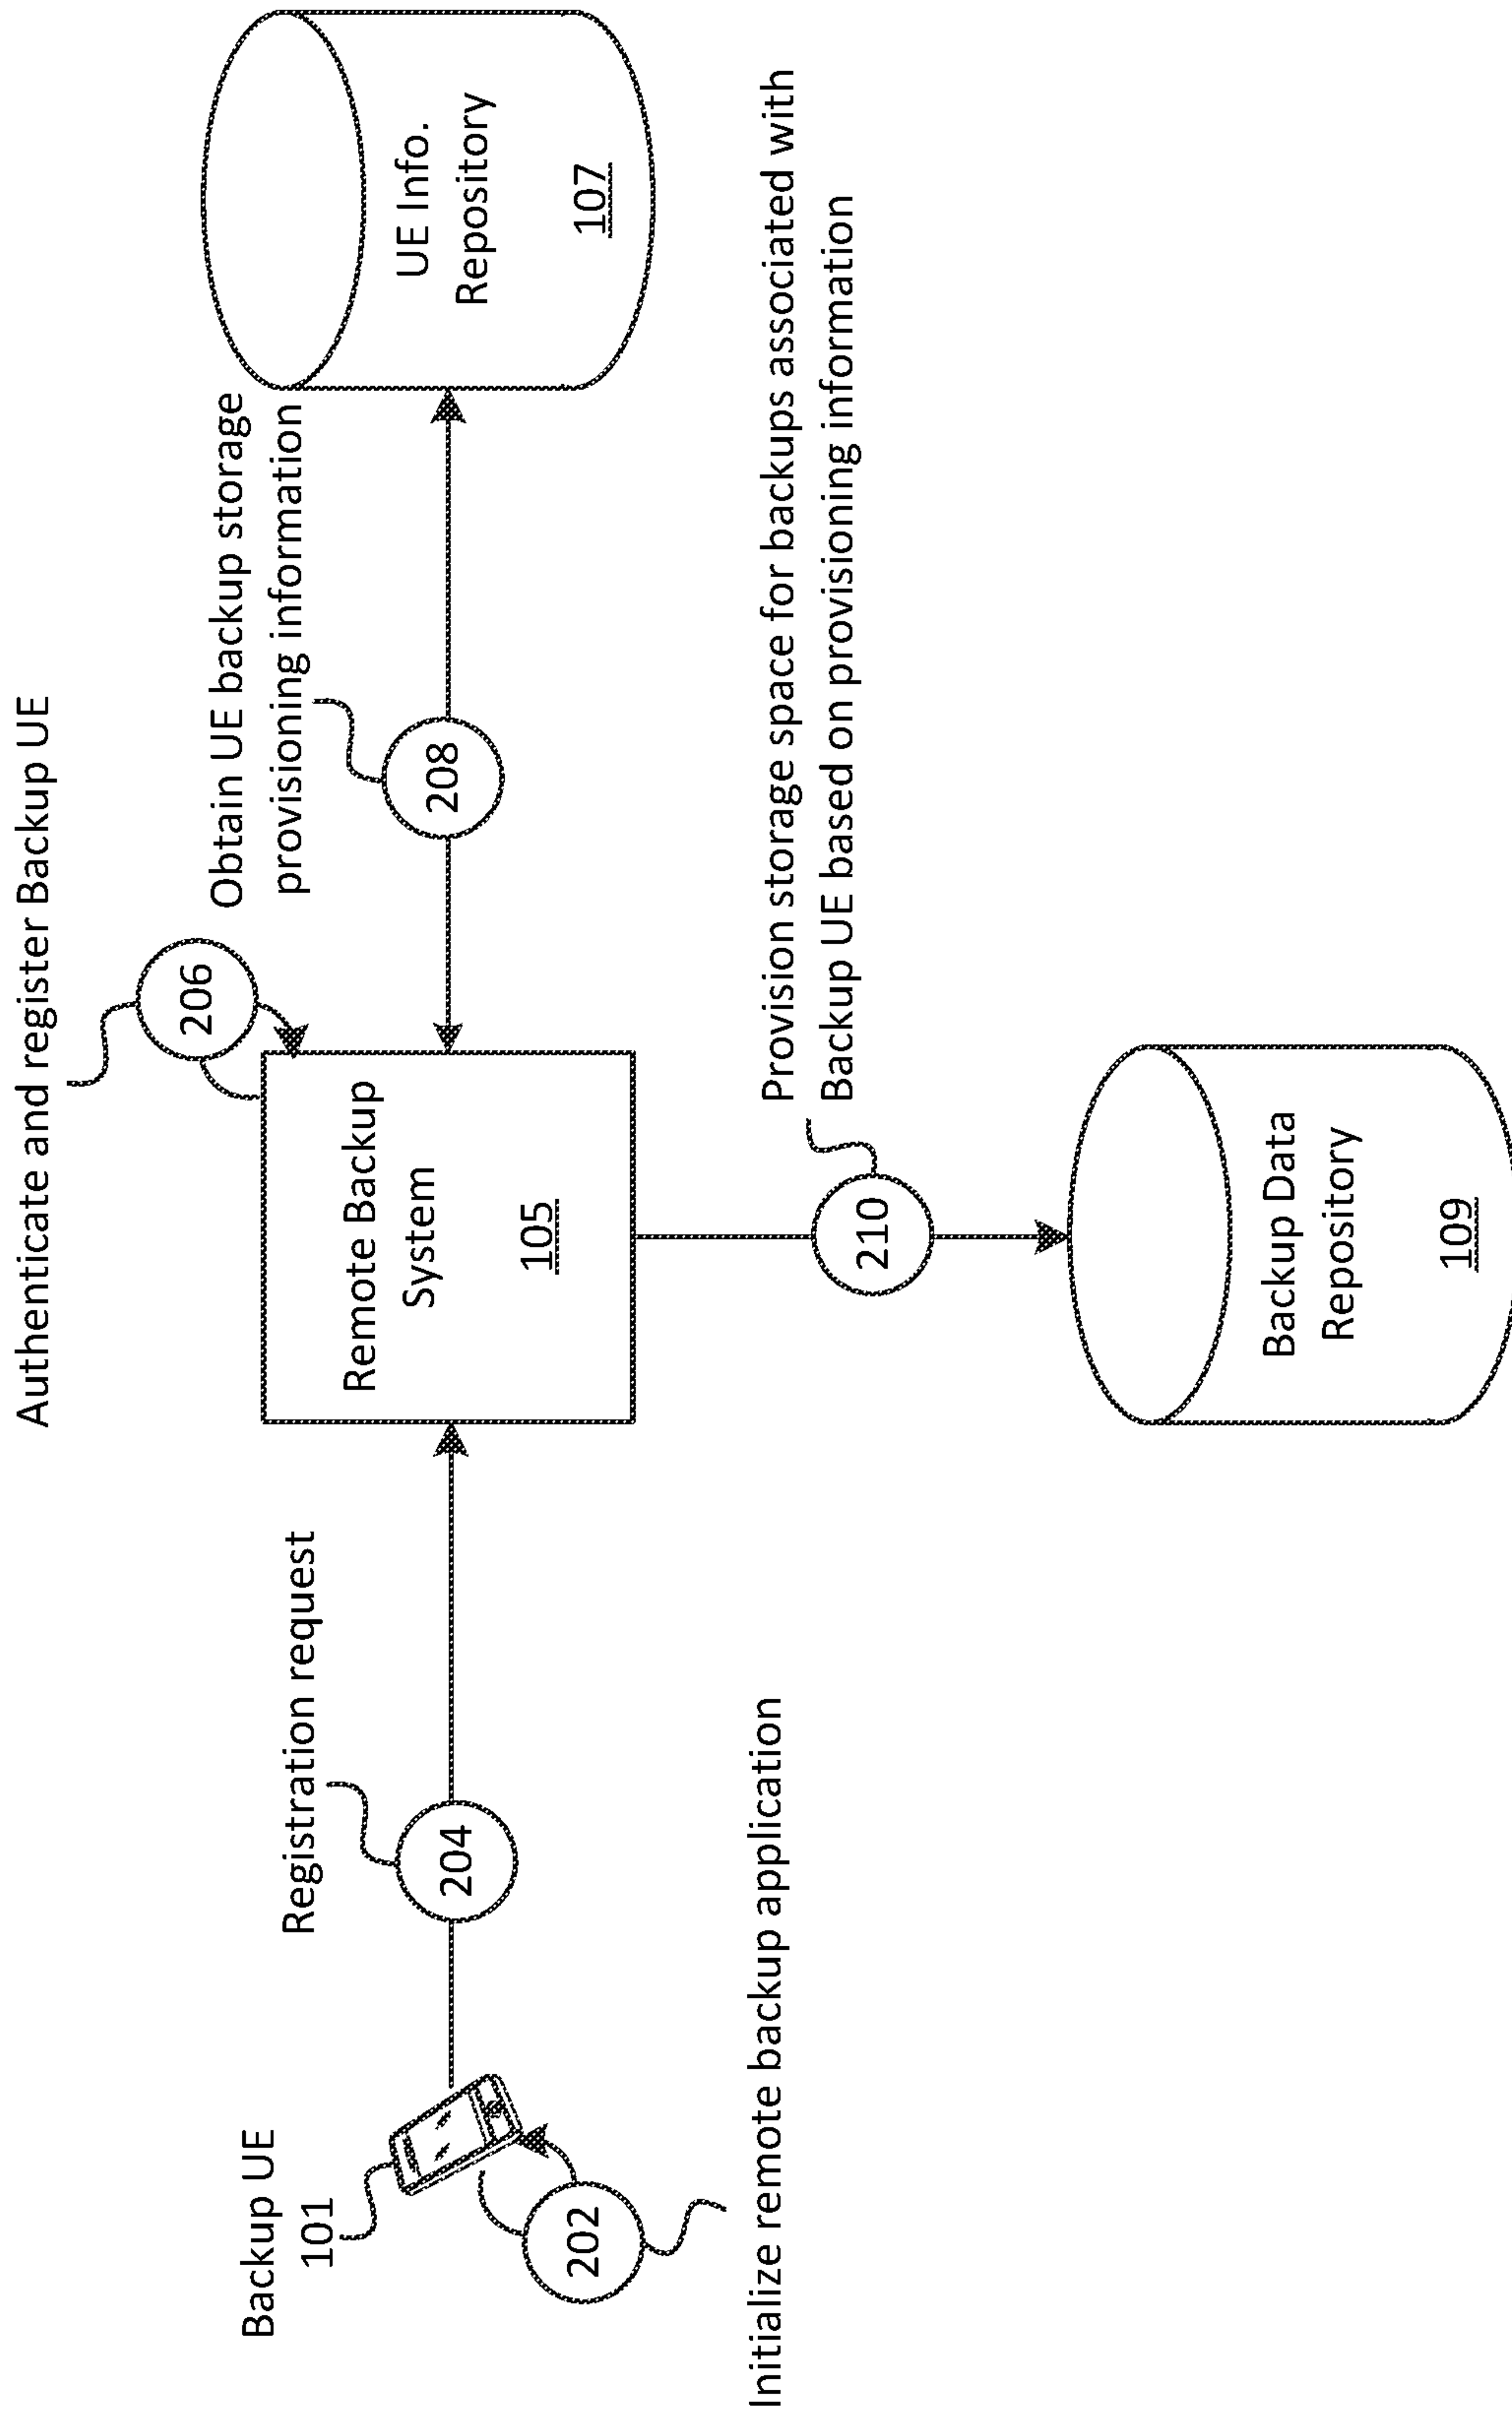 Authenticate and register Backup UE
206
Obtain UE backup storage
provisioning information
208
UE Info.
Repository
107
Backup UE
101
Registration request
204
Remote Backup
System
105
202
Initialize remote backup application
210
Provision storage space for backups associated with
Backup UE based on provisioning information
Backup Data
Repository
109